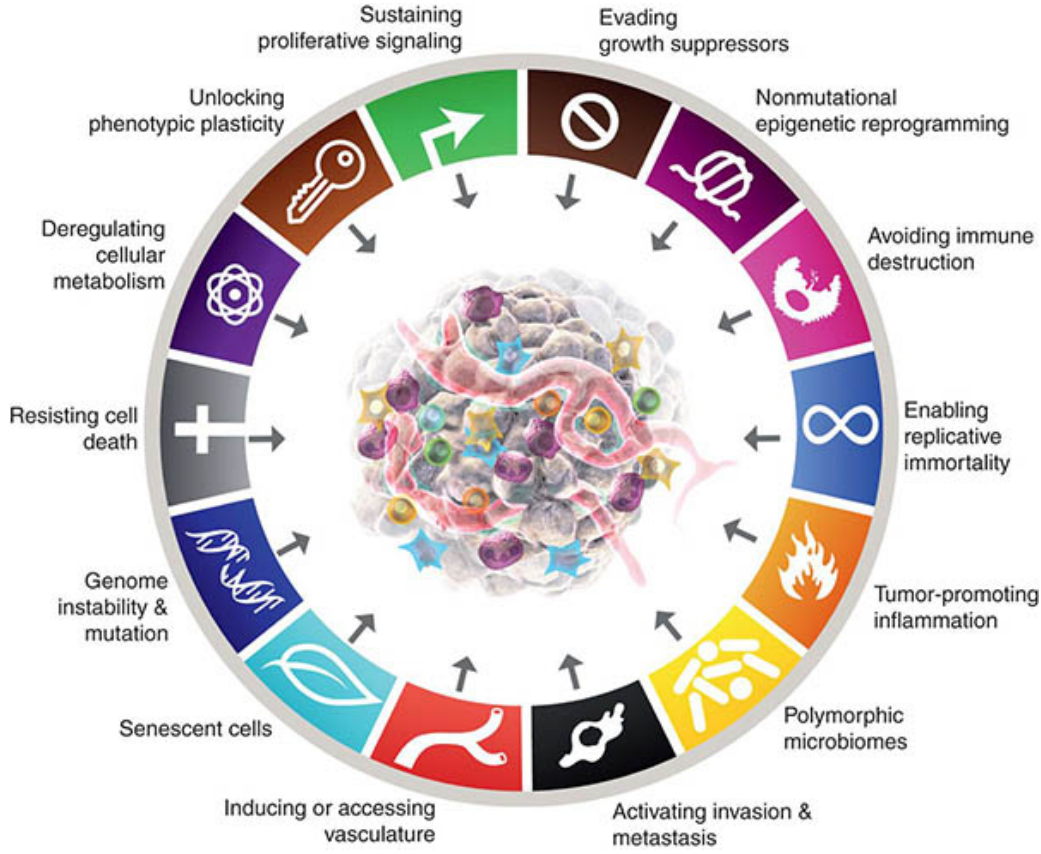 Sustaining
proliferative signaling
Evading
growth suppressors
Nonmutational
epigenetic reprogramming
Avoiding immune
destruction
Enabling
replicative
immortality
Tumor-promoting
inflammation
Polymorphic
microbiomes
Activating invasion &
metastasis
Inducing or accessing
vasculature
Senescent cells
Genome
instability &
mutation
Resisting cell
death
Deregulating
cellular
metabolism
Unlocking
phenotypic plasticity